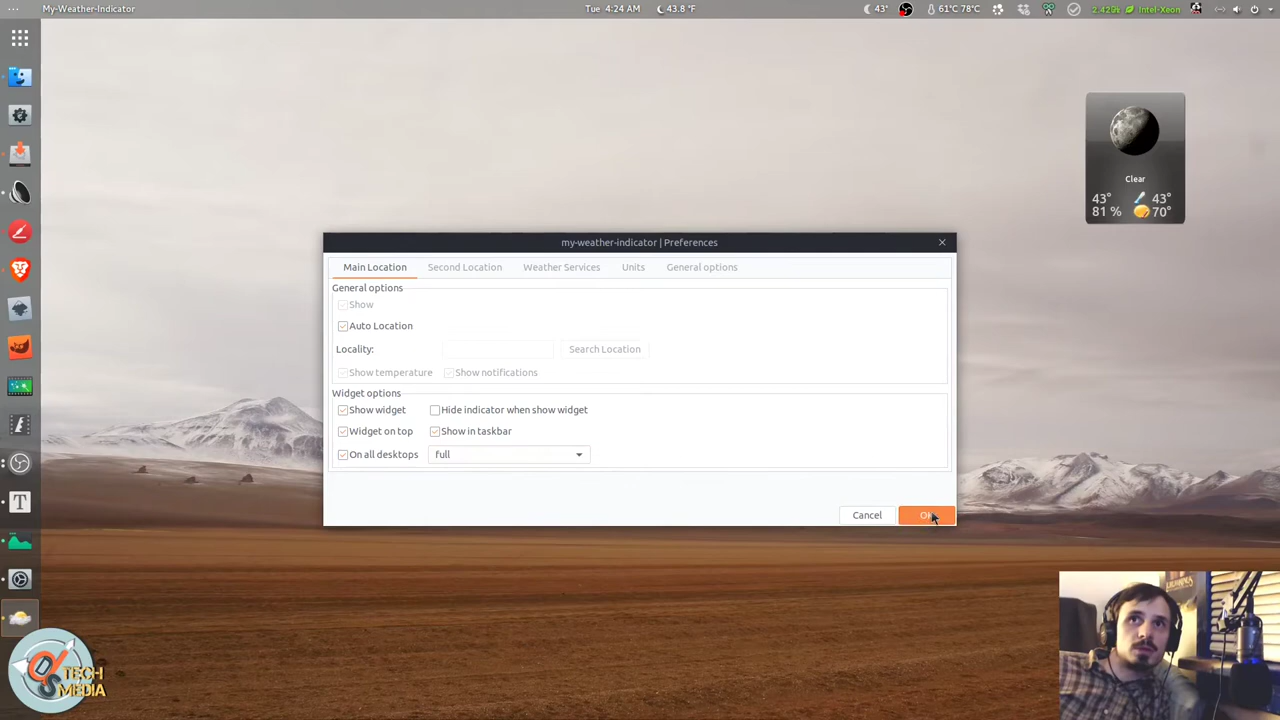 My-Weather-Indicator
Tue 4:24 AM
43.8 °F
43°
61°C 78°C
Intel-Xeon
Clear
43° 43°
81 % 70°
my-weather-indicator | Preferences
Main Location
Second Location
Weather Services
Units
General options
General options
Show
Auto Location
Locality:
Search Location
Show temperature
Show notifications
Widget options
Show widget
Hide indicator when show widget
Widget on top
Show in taskbar
On all desktops
full
Cancel
TECH
MEDIA